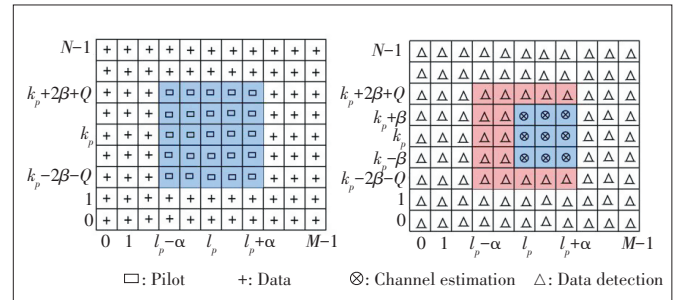 N–1
k_p+2β+Q
k_p
k_p–2β–Q
1
0
0 1 l_p–α l_p l_p+α M–1
N–1
k_p+2β+Q
k_p+β
k_p
k_p–β
k_p–2β–Q
1
0
0 1 l_p–α l_p l_p+α M–1
□: Pilot +: Data ⊗: Channel estimation △: Data detection